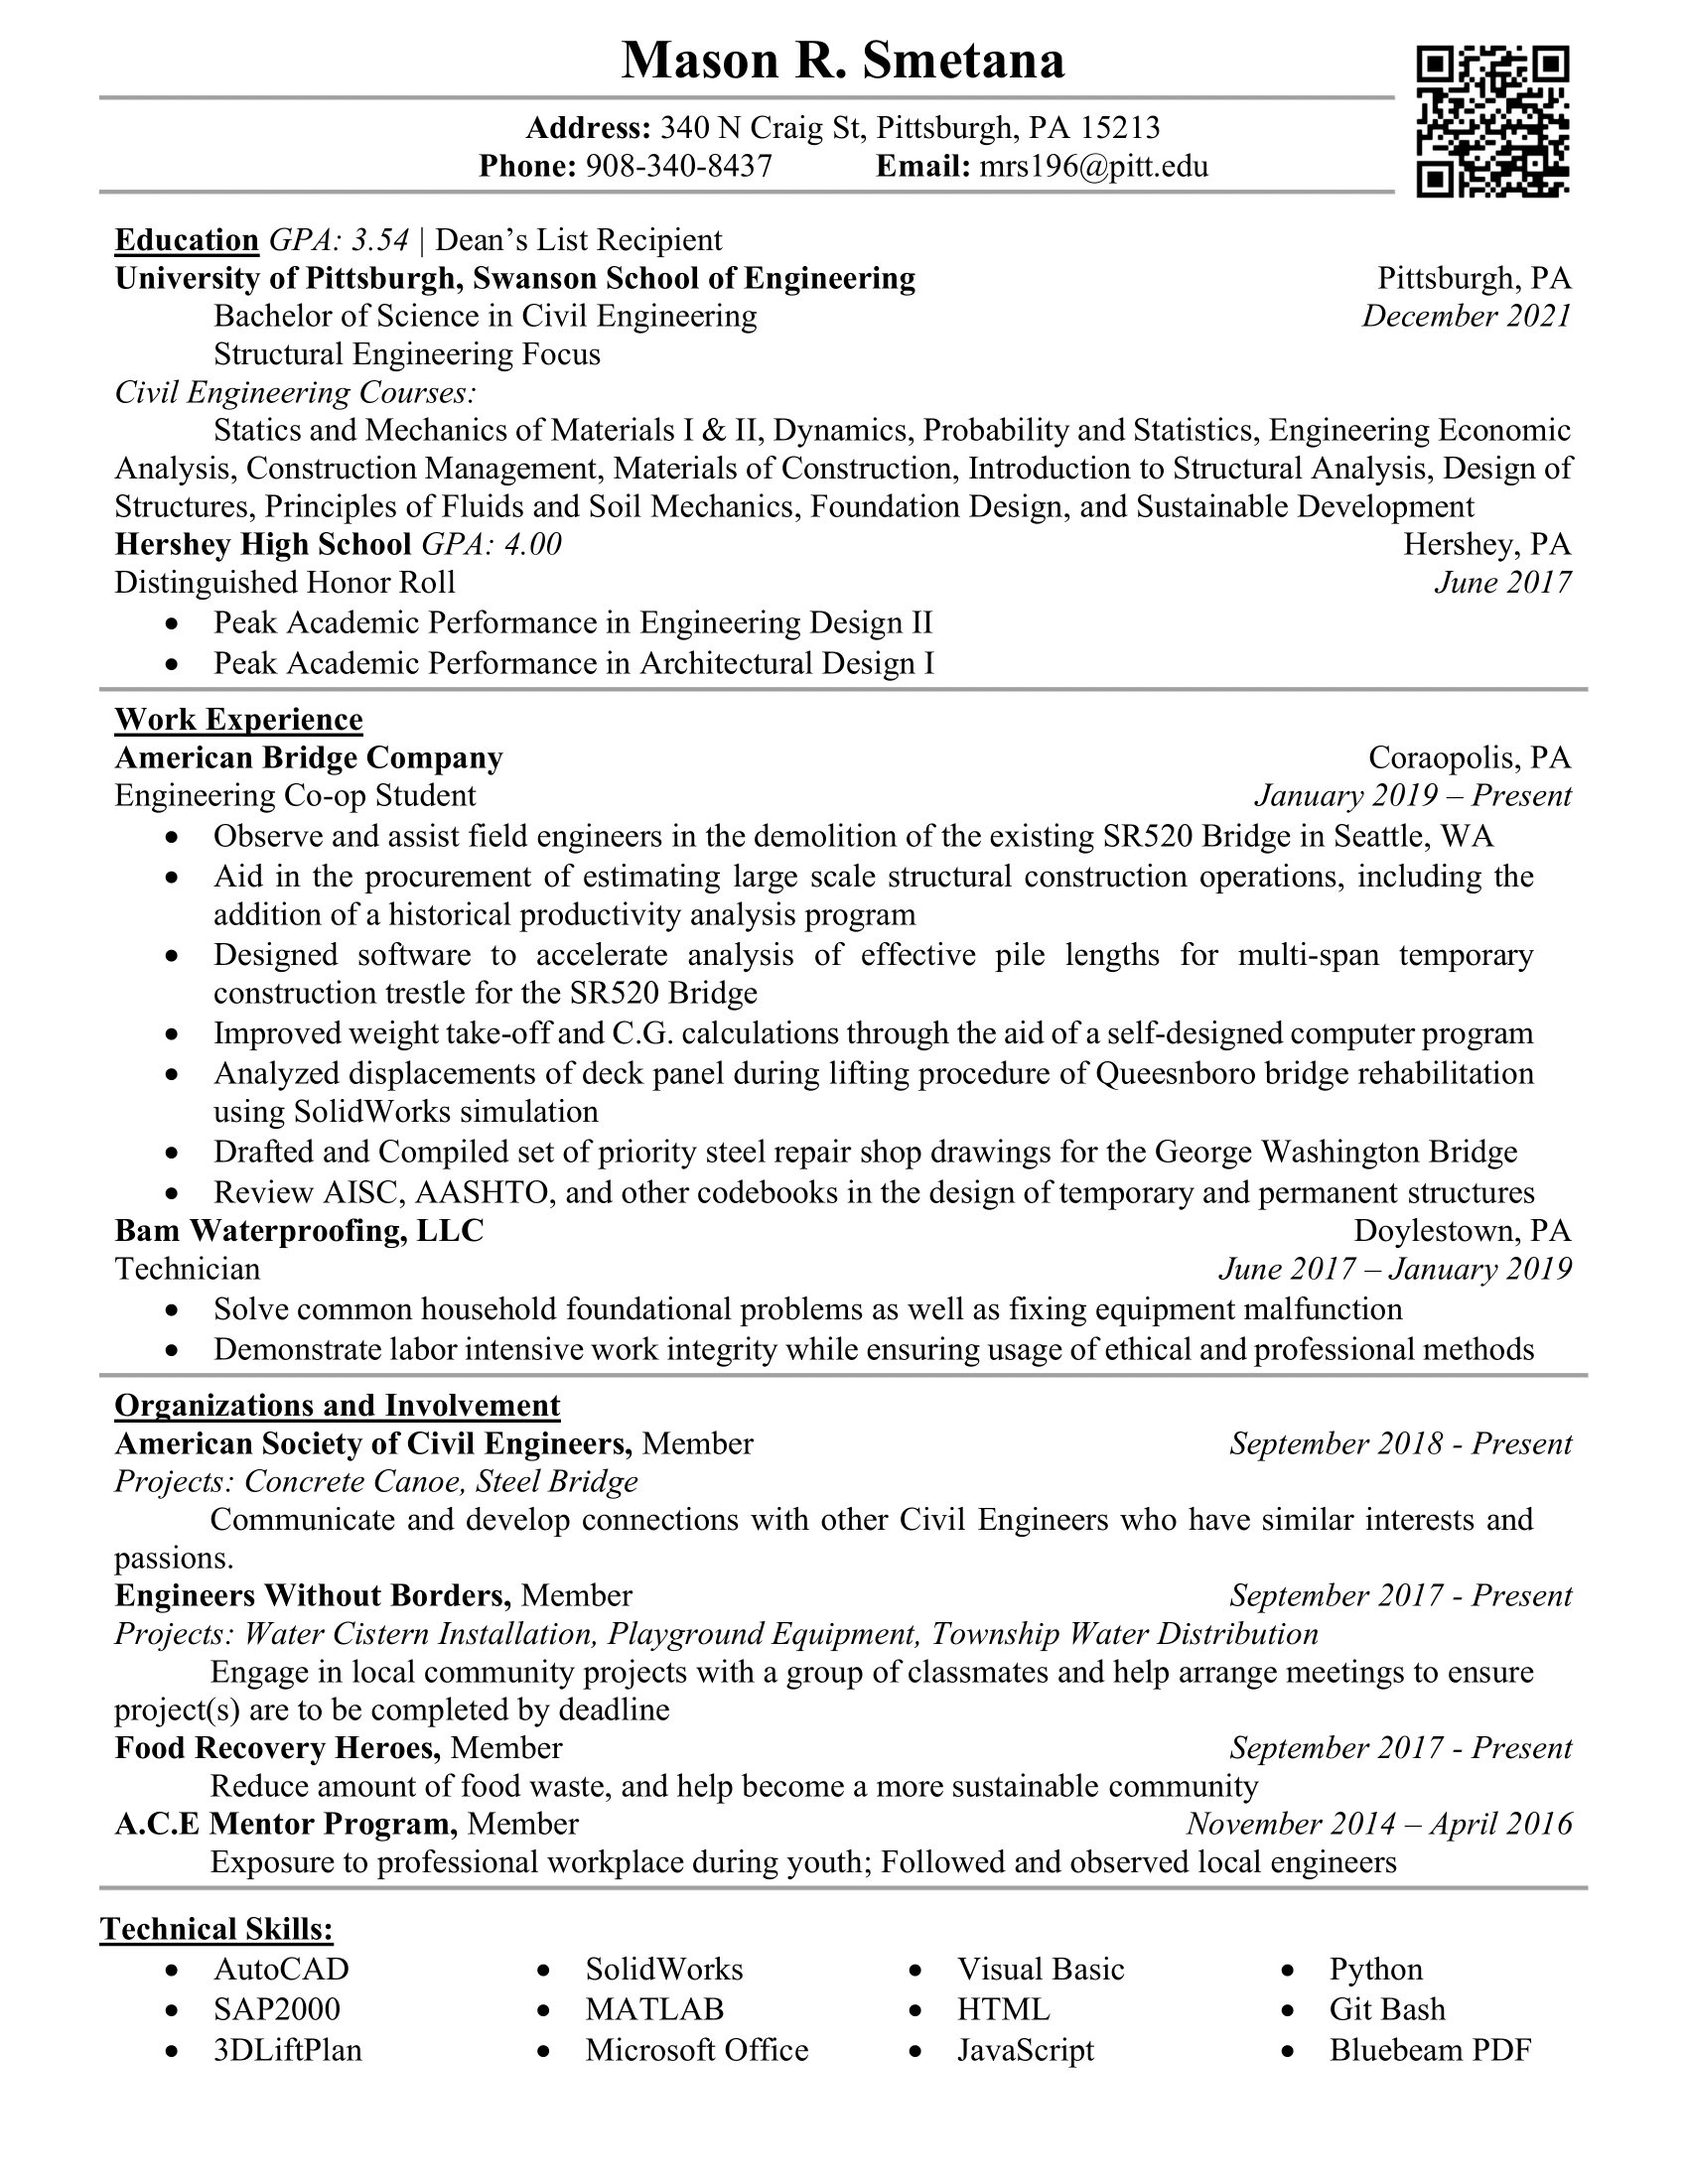 Mason R. Smetana
Address: 340 N Craig St, Pittsburgh, PA 15213
Phone: 908-340-8437 Email: mrs196@pitt.edu
Education GPA: 3.54 | Dean’s List Recipient
University of Pittsburgh, Swanson School of Engineering Pittsburgh, PA
Bachelor of Science in Civil Engineering December 2021
Structural Engineering Focus
Civil Engineering Courses:
Statics and Mechanics of Materials I & II, Dynamics, Probability and Statistics, Engineering Economic
Analysis, Construction Management, Materials of Construction, Introduction to Structural Analysis, Design of
Structures, Principles of Fluids and Soil Mechanics, Foundation Design, and Sustainable Development
Hershey High School GPA: 4.00 Hershey, PA
Distinguished Honor Roll June 2017
• Peak Academic Performance in Engineering Design II
• Peak Academic Performance in Architectural Design I
Work Experience
American Bridge Company Coraopolis, PA
Engineering Co-op Student January 2019 – Present
• Observe and assist field engineers in the demolition of the existing SR520 Bridge in Seattle, WA
• Aid in the procurement of estimating large scale structural construction operations, including the
addition of a historical productivity analysis program
• Designed software to accelerate analysis of effective pile lengths for multi-span temporary
construction trestle for the SR520 Bridge
• Improved weight take-off and C.G. calculations through the aid of a self-designed computer program
• Analyzed displacements of deck panel during lifting procedure of Queesnboro bridge rehabilitation
using SolidWorks simulation
• Drafted and Compiled set of priority steel repair shop drawings for the George Washington Bridge
• Review AISC, AASHTO, and other codebooks in the design of temporary and permanent structures
Bam Waterproofing, LLC Doylestown, PA
Technician June 2017 – January 2019
• Solve common household foundational problems as well as fixing equipment malfunction
• Demonstrate labor intensive work integrity while ensuring usage of ethical and professional methods
Organizations and Involvement
American Society of Civil Engineers, Member September 2018 - Present
Projects: Concrete Canoe, Steel Bridge
Communicate and develop connections with other Civil Engineers who have similar interests and
passions.
Engineers Without Borders, Member September 2017 - Present
Projects: Water Cistern Installation, Playground Equipment, Township Water Distribution
Engage in local community projects with a group of classmates and help arrange meetings to ensure
project(s) are to be completed by deadline
Food Recovery Heroes, Member September 2017 - Present
Reduce amount of food waste, and help become a more sustainable community
A.C.E Mentor Program, Member November 2014 – April 2016
Exposure to professional workplace during youth; Followed and observed local engineers
Technical Skills:
• AutoCAD • SolidWorks • Visual Basic • Python
• SAP2000 • MATLAB • HTML • Git Bash
• 3DLiftPlan • Microsoft Office • JavaScript • Bluebeam PDF